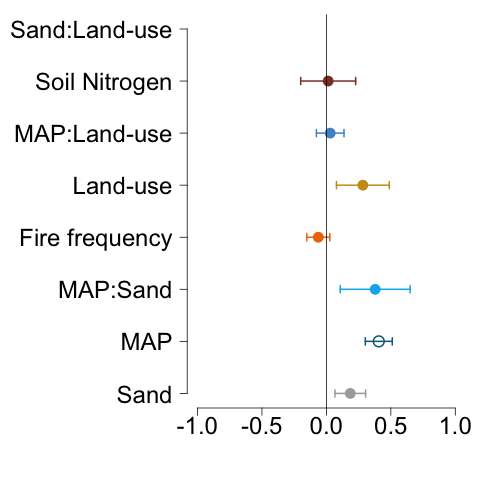 Sand:Land-use
Soil Nitrogen
MAP:Land-use
Land-use
Fire frequency
MAP:Sand
MAP
Sand
-1.0 -0.5 0.0 0.5 1.0